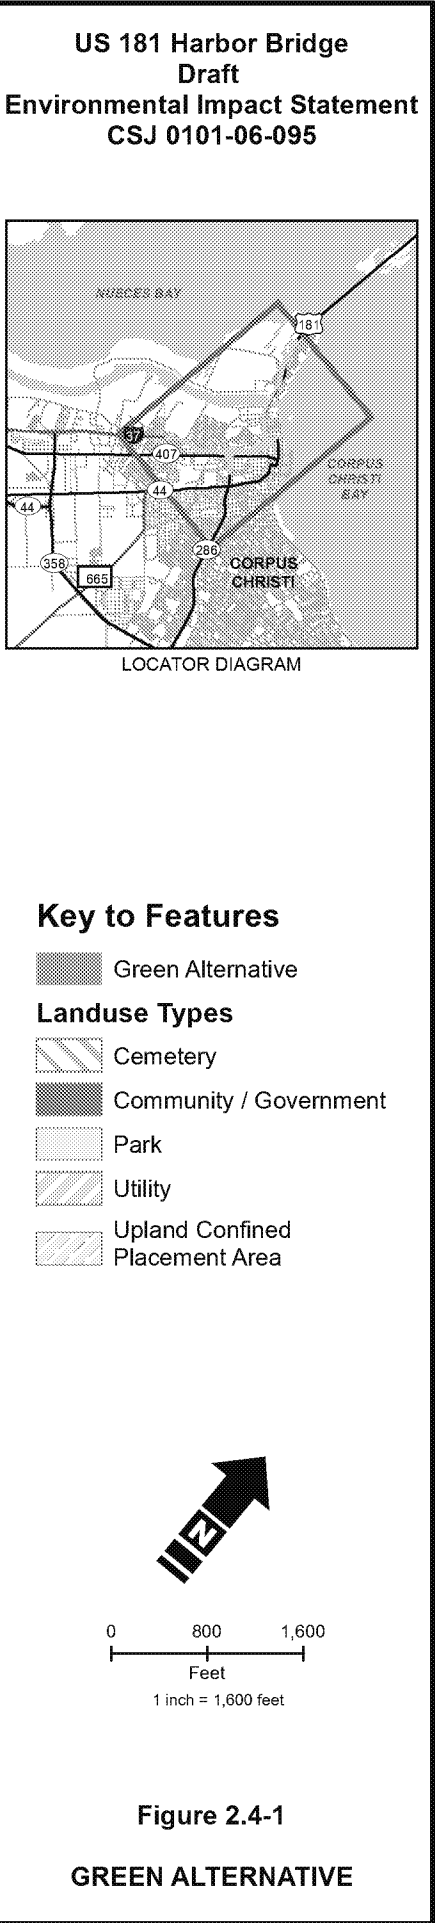 US 181 Harbor Bridge
Draft
Environmental Impact Statement
CSJ 0101-06-095
NUECES BAY
181
37
407
CORPUS
CHRISTI
BAY
44
44
286
358
665
CORPUS
CHRISTI
LOCATOR DIAGRAM
Key to Features
Green Alternative
Landuse Types
Cemetery
Community / Government
Park
Utility
Upland Confined
Placement Area
N
0 800 1,600
Feet
1 inch = 1,600 feet
Figure 2.4-1
GREEN ALTERNATIVE